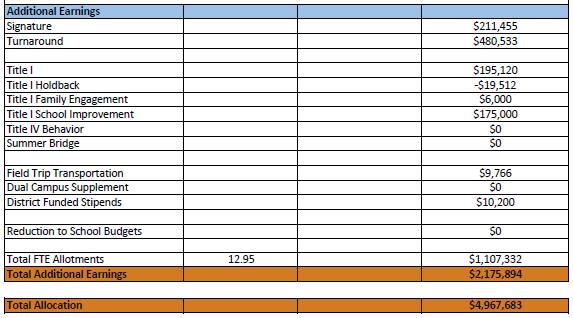 Additional Earnings
Signature $211,455
Turnaround $480,533
Title I $195,120
Title I Holdback -$19,512
Title I Family Engagement $6,000
Title I School Improvement $175,000
Title IV Behavior $0
Summer Bridge $0
Field Trip Transportation $9,766
Dual Campus Supplement $0
District Funded Stipends $10,200
Reduction to School Budgets $0
Total FTE Allotments 12.95 $1,107,332
Total Additional Earnings $2,175,894
Total Allocation $4,967,683